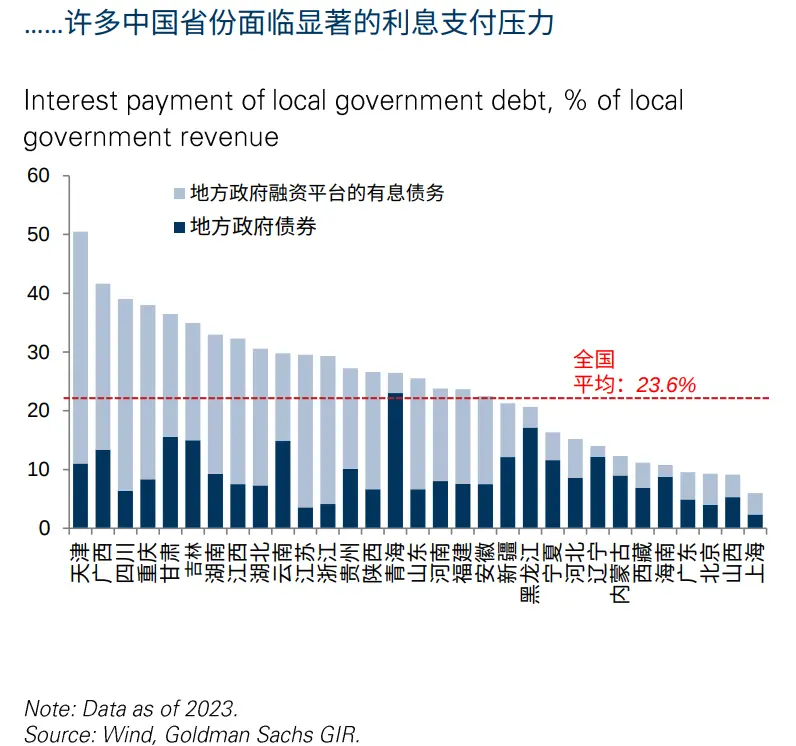 ……许多中国省份面临显著的利息支付压力
Interest payment of local government debt, % of local
government revenue
60
50
40
30
20
10
0
地方政府融资平台的有息债务
地方政府债券
全国
平均：23.6%
天津
广西
四川
重庆
甘肃
吉林
湖南
江西
湖北
云南
江苏
浙江
贵州
陕西
青海
山东
河南
福建
安徽
新疆
黑龙江
宁夏
河北
辽宁
内蒙古
西藏
海南
广东
北京
山西
上海
Note: Data as of 2023.
Source: Wind, Goldman Sachs GIR.